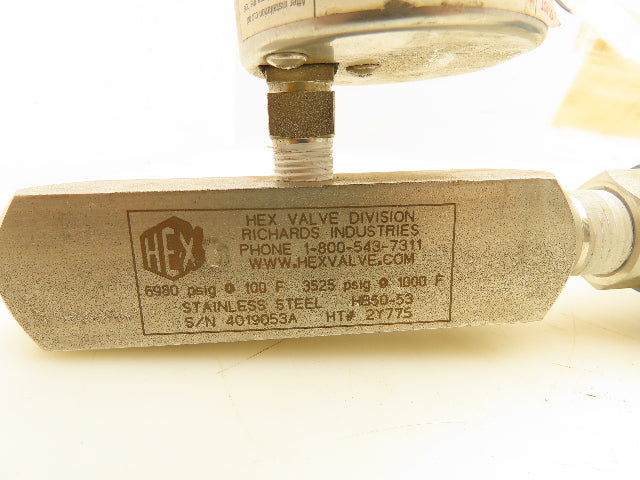 HEX
HEX VALVE DIVISION
RICHARDS INDUSTRIES
PHONE 1-800-543-7311
WWW.HEXVALVE.COM
6980 psig @ 100 F 3525 psig @ 1000 F
STAINLESS STEEL HB50-53
S/N 4019053A HT# 2Y775